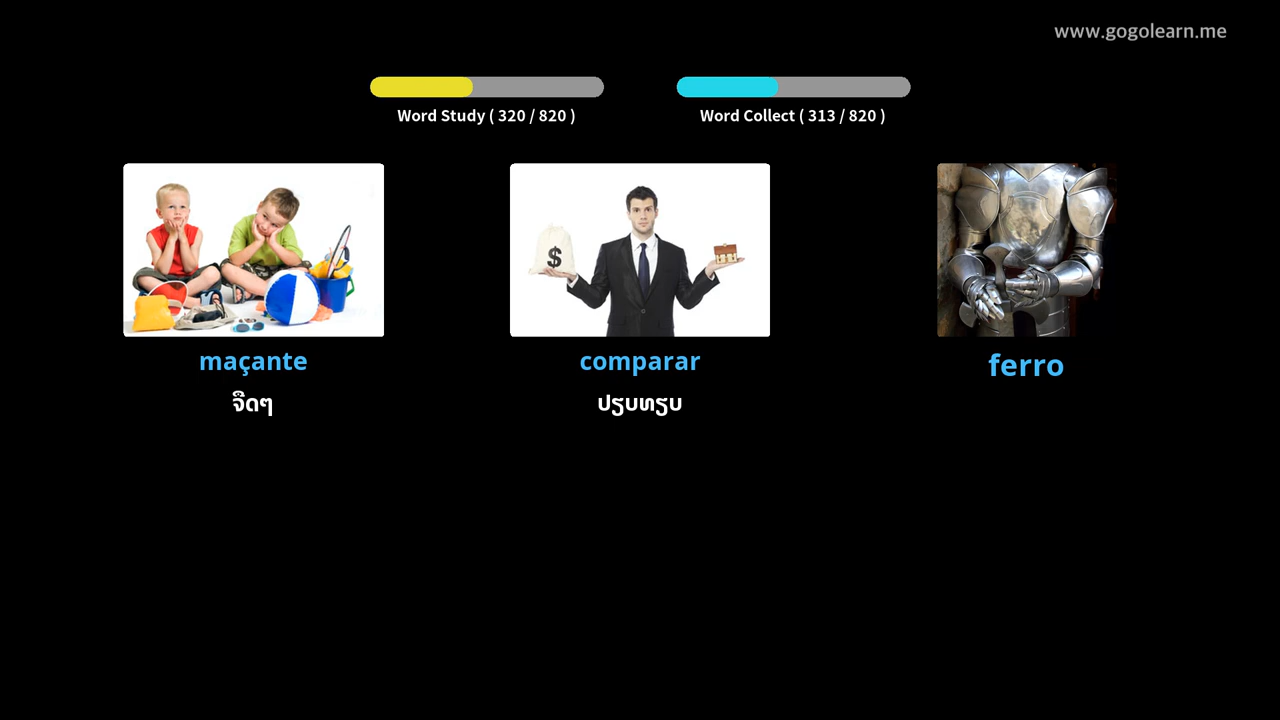 www.gogolearn.me
Word Study ( 320 / 820 )
Word Collect ( 313 / 820 )
$
maçante
comparar
ferro
ຈືດໆ
ປຽບທຽບ